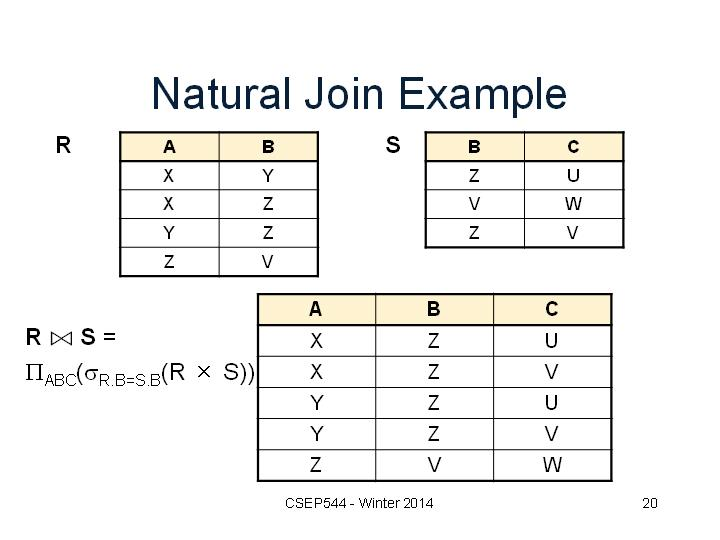 Natural Join Example
R
A B
X Y
X Z
Y Z
Z V
S
B C
Z U
V W
Z V
R ⋈ S =
ΠABC(σR.B=S.B(R × S))
A B C
X Z U
X Z V
Y Z U
Y Z V
Z V W
CSEP544 - Winter 2014
20